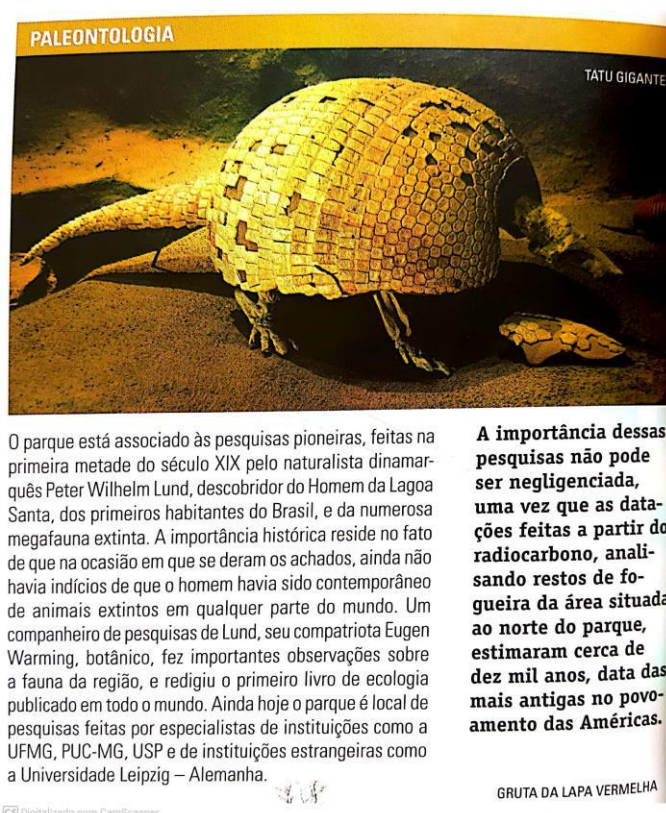 PALEONTOLOGIA
TATU GIGANTE
O parque está associado às pesquisas pioneiras, feitas na
primeira metade do século XIX pelo naturalista dinamar-
quês Peter Wilhelm Lund, descobridor do Homem da Lagoa
Santa, dos primeiros habitantes do Brasil, e da numerosa
megafauna extinta. A importância histórica reside no fato
de que na ocasião em que se deram os achados, ainda não
havia indícios de que o homem havia sido contemporâneo
de animais extintos em qualquer parte do mundo. Um
companheiro de pesquisas de Lund, seu compatriota Eugen
Warming, botânico, fez importantes observações sobre
a fauna da região, e redigiu o primeiro livro de ecologia
publicado em todo o mundo. Ainda hoje o parque é local de
pesquisas feitas por especialistas de instituições como a
UFMG, PUC-MG, USP e de instituições estrangeiras como
a Universidade Leipzig – Alemanha.
A importância dessas
pesquisas não pode
ser negligenciada,
uma vez que as data-
ções feitas a partir do
radiocarbono, anali-
sando restos de fo-
gueira da área situada
ao norte do parque,
estimaram cerca de
dez mil anos, data das
mais antigas no povo-
amento das Américas.
GRUTA DA LAPA VERMELHA
CS Digitalizado com CamScanner